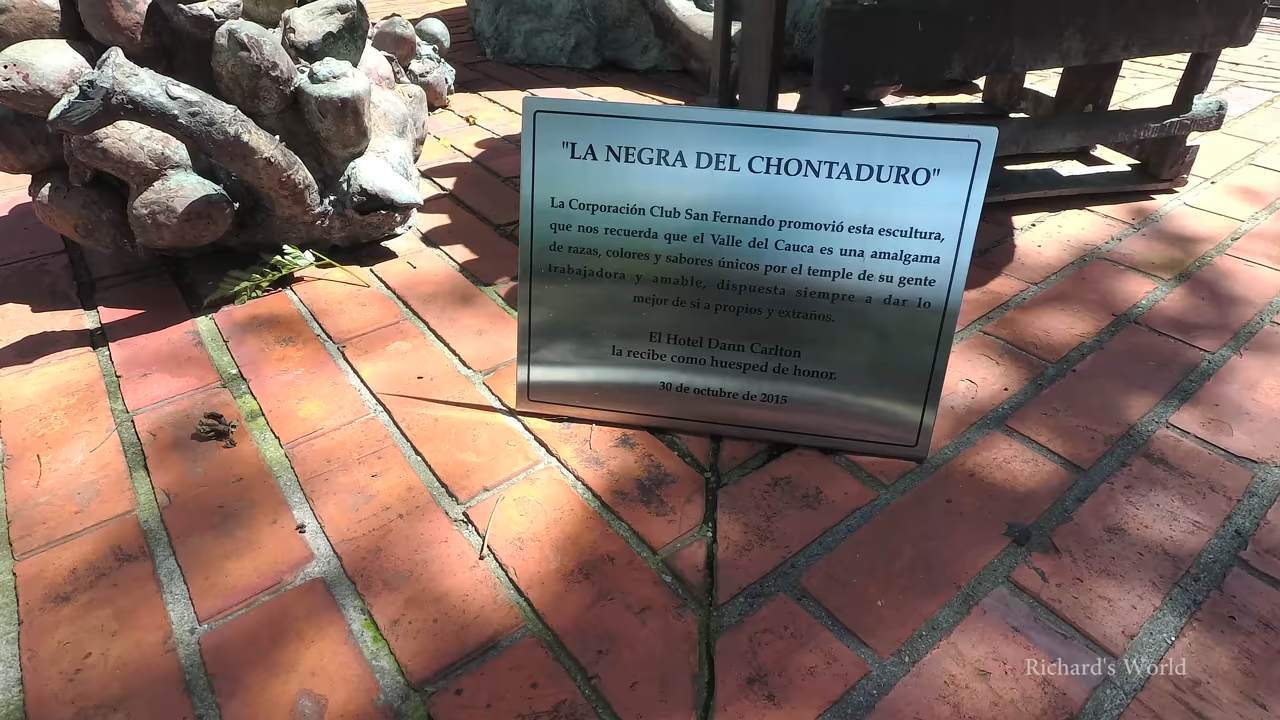 "LA NEGRA DEL CHONTADURO"
La Corporación Club San Fernando promovió esta escultura,
que nos recuerda que el Valle del Cauca es una amalgama
de razas, colores y sabores únicos por el temple de su gente
trabajadora y amable, dispuesta siempre a dar lo
mejor de si a propios y extraños.
El Hotel Dann Carlton
la recibe como huesped de honor.
30 de octubre de 2015
Richard's World